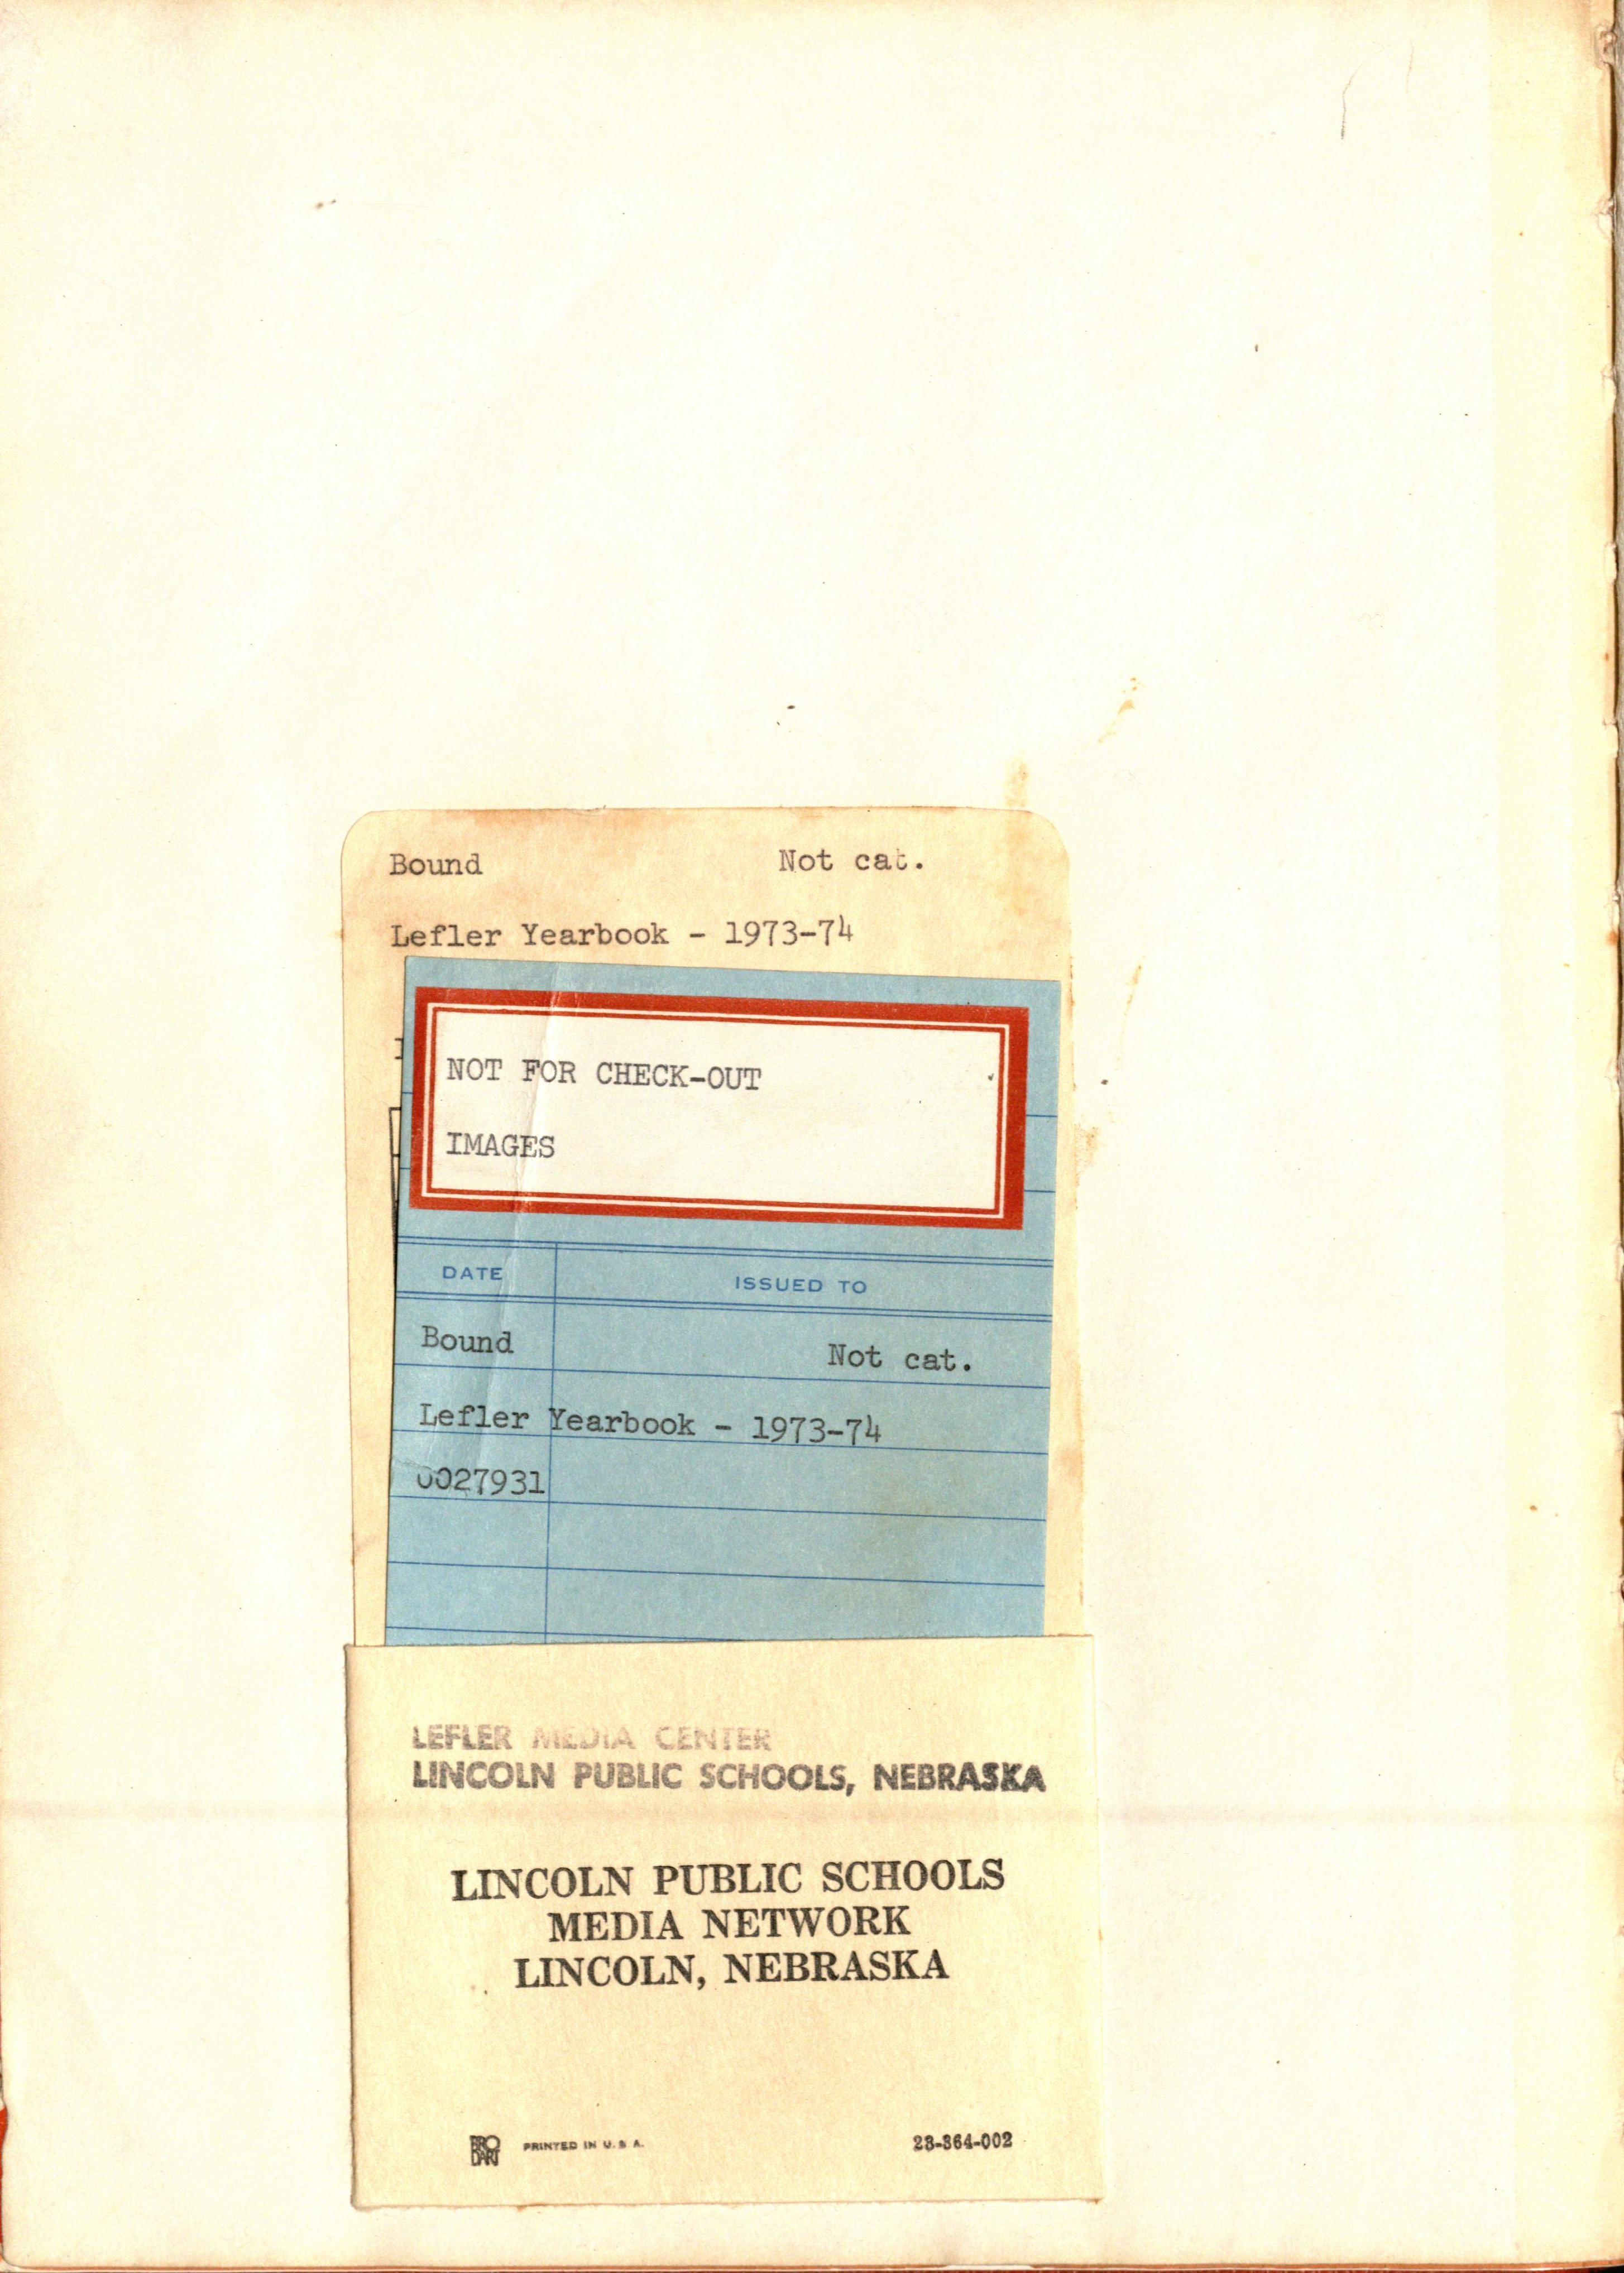 Bound Not cat.
Lefler Yearbook - 1973-74
NOT FOR CHECK-OUT
IMAGES
DATE ISSUED TO
Bound Not cat.
Lefler Yearbook - 1973-74
0027931
LEFLER MEDIA CENTER
LINCOLN PUBLIC SCHOOLS, NEBRASKA
LINCOLN PUBLIC SCHOOLS
MEDIA NETWORK
LINCOLN, NEBRASKA
BRO DART PRINTED IN U. S. A. 23-364-002